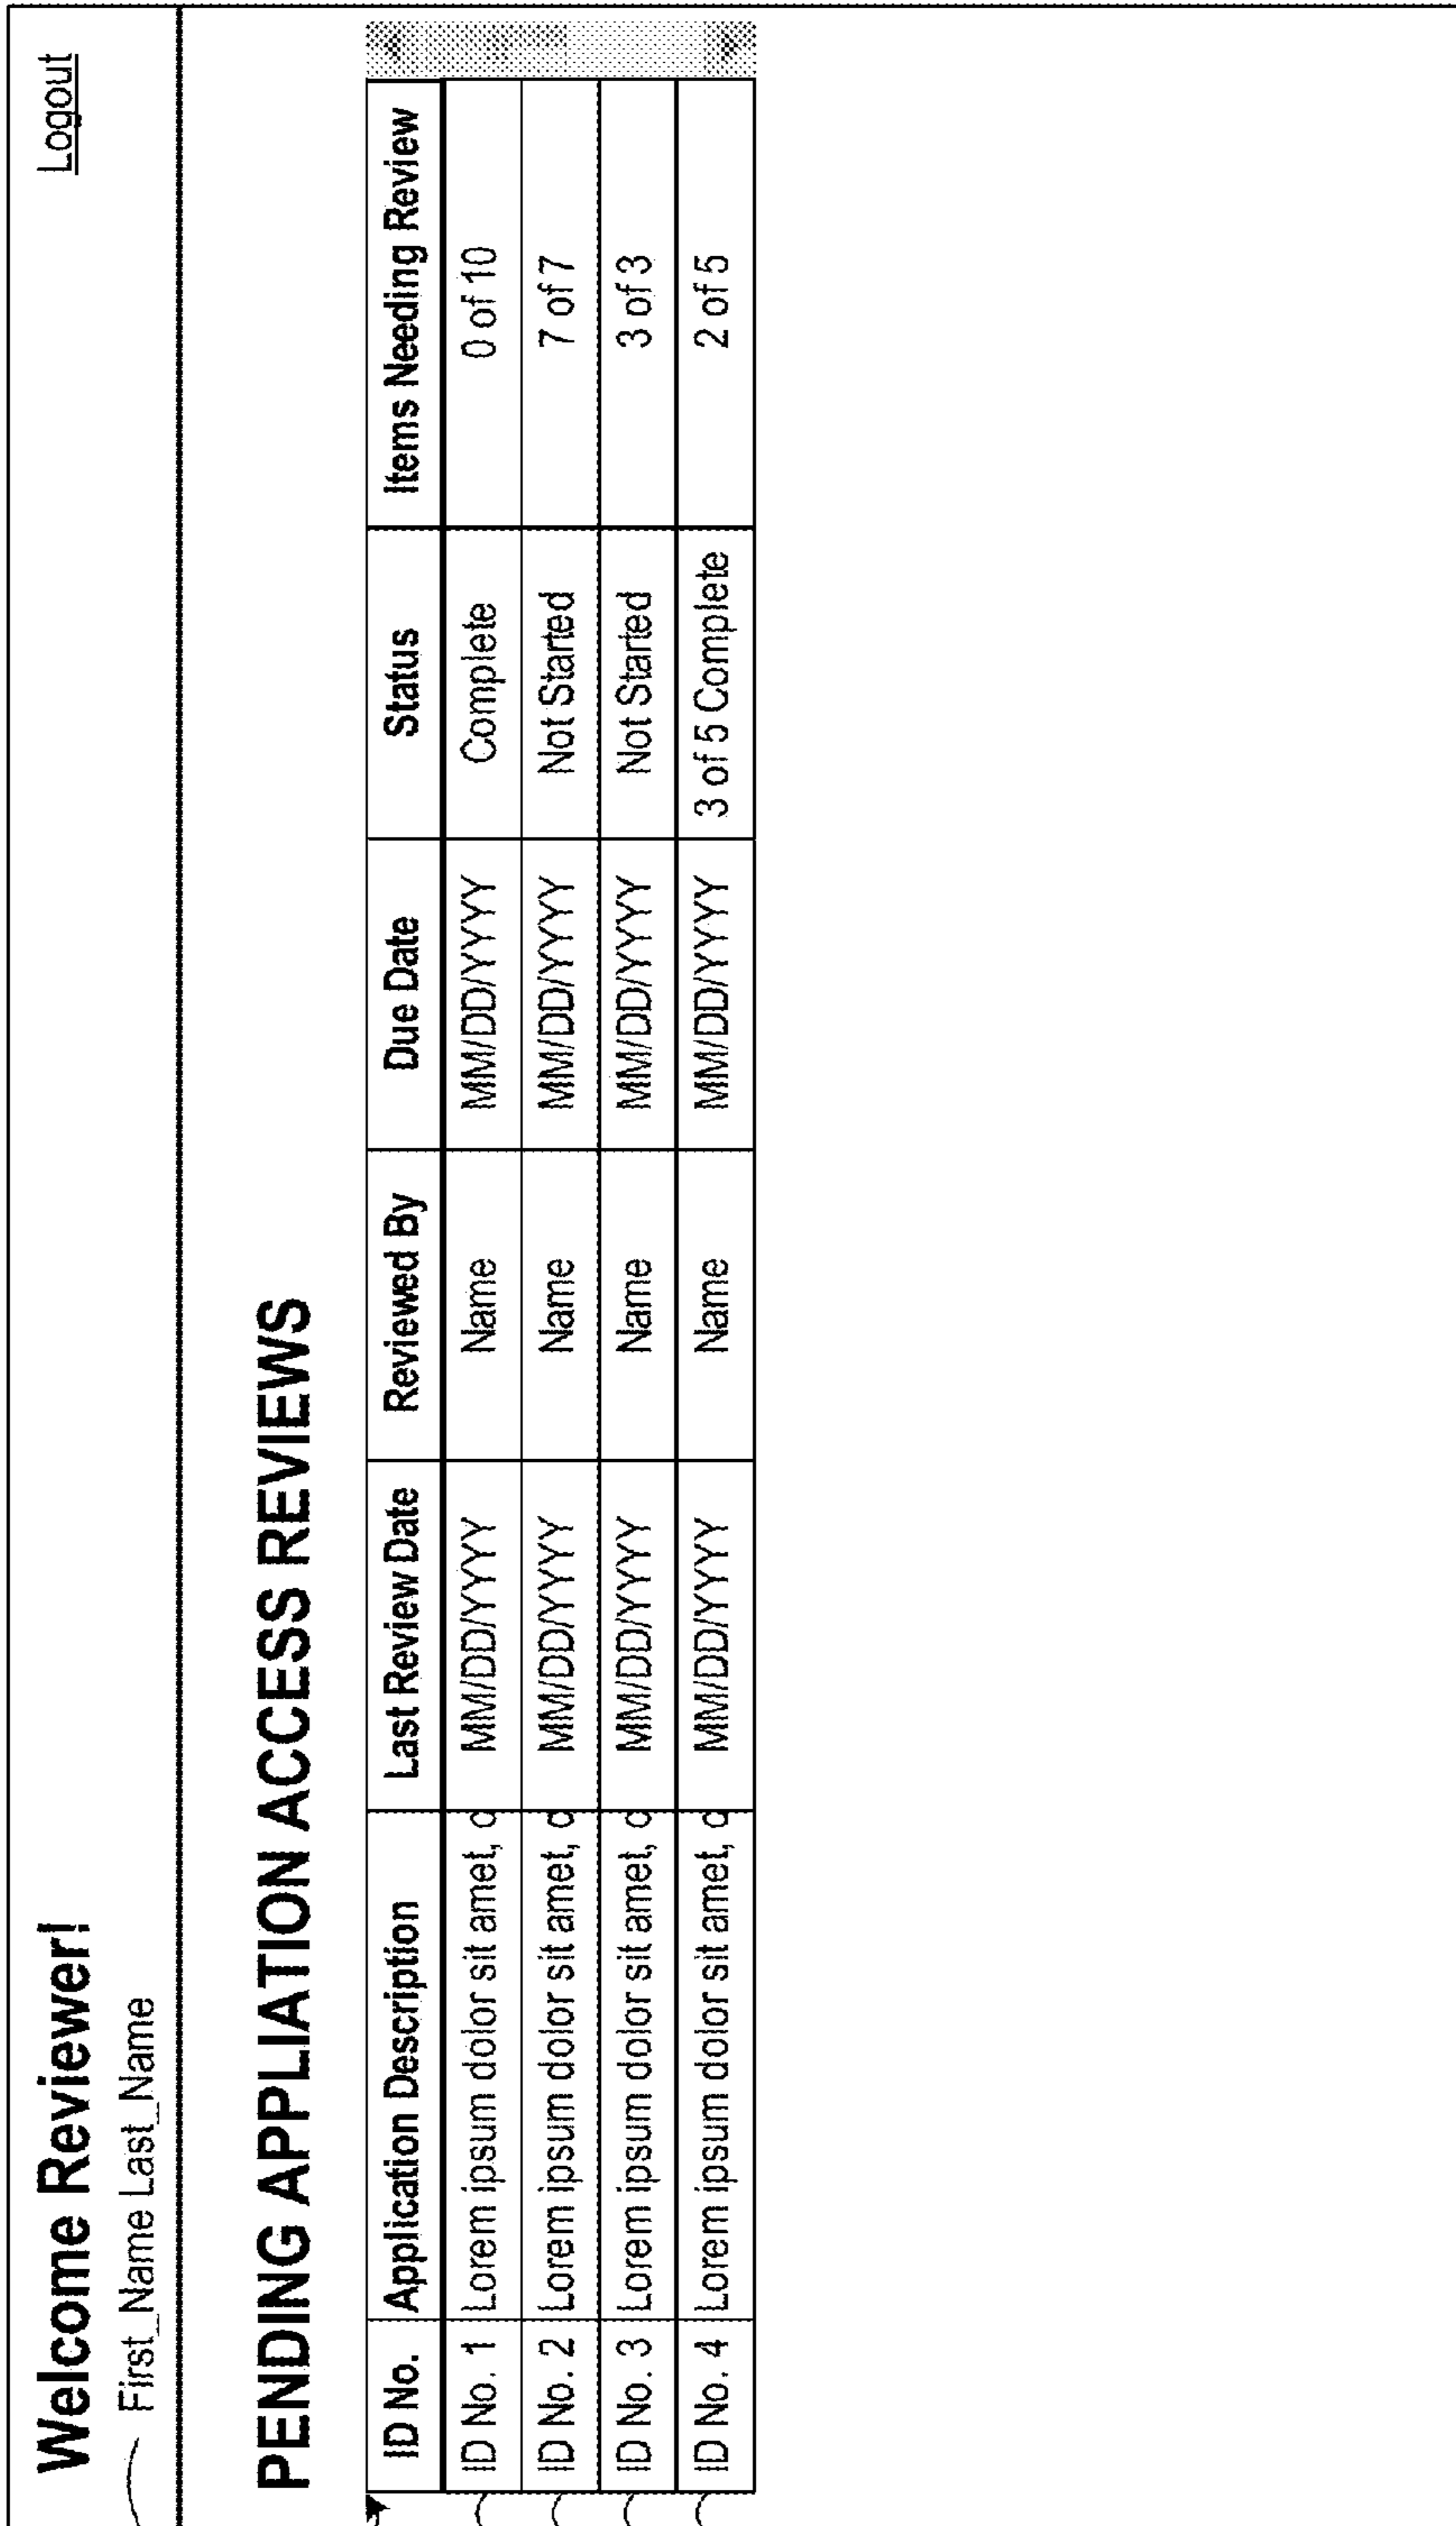 Welcome Reviewer!
Logout
First_Name Last_Name
PENDING APPLIATION ACCESS REVIEWS
ID No. Application Description Last Review Date Reviewed By Due Date Status Items Needing Review
ID No. 1 Lorem ipsum dolor sit amet, c MM/DD/YYYY Name MM/DD/YYYY Complete 0 of 10
ID No. 2 Lorem ipsum dolor sit amet, c MM/DD/YYYY Name MM/DD/YYYY Not Started 7 of 7
ID No. 3 Lorem ipsum dolor sit amet, c MM/DD/YYYY Name MM/DD/YYYY Not Started 3 of 3
ID No. 4 Lorem ipsum dolor sit amet, c MM/DD/YYYY Name MM/DD/YYYY 3 of 5 Complete 2 of 5